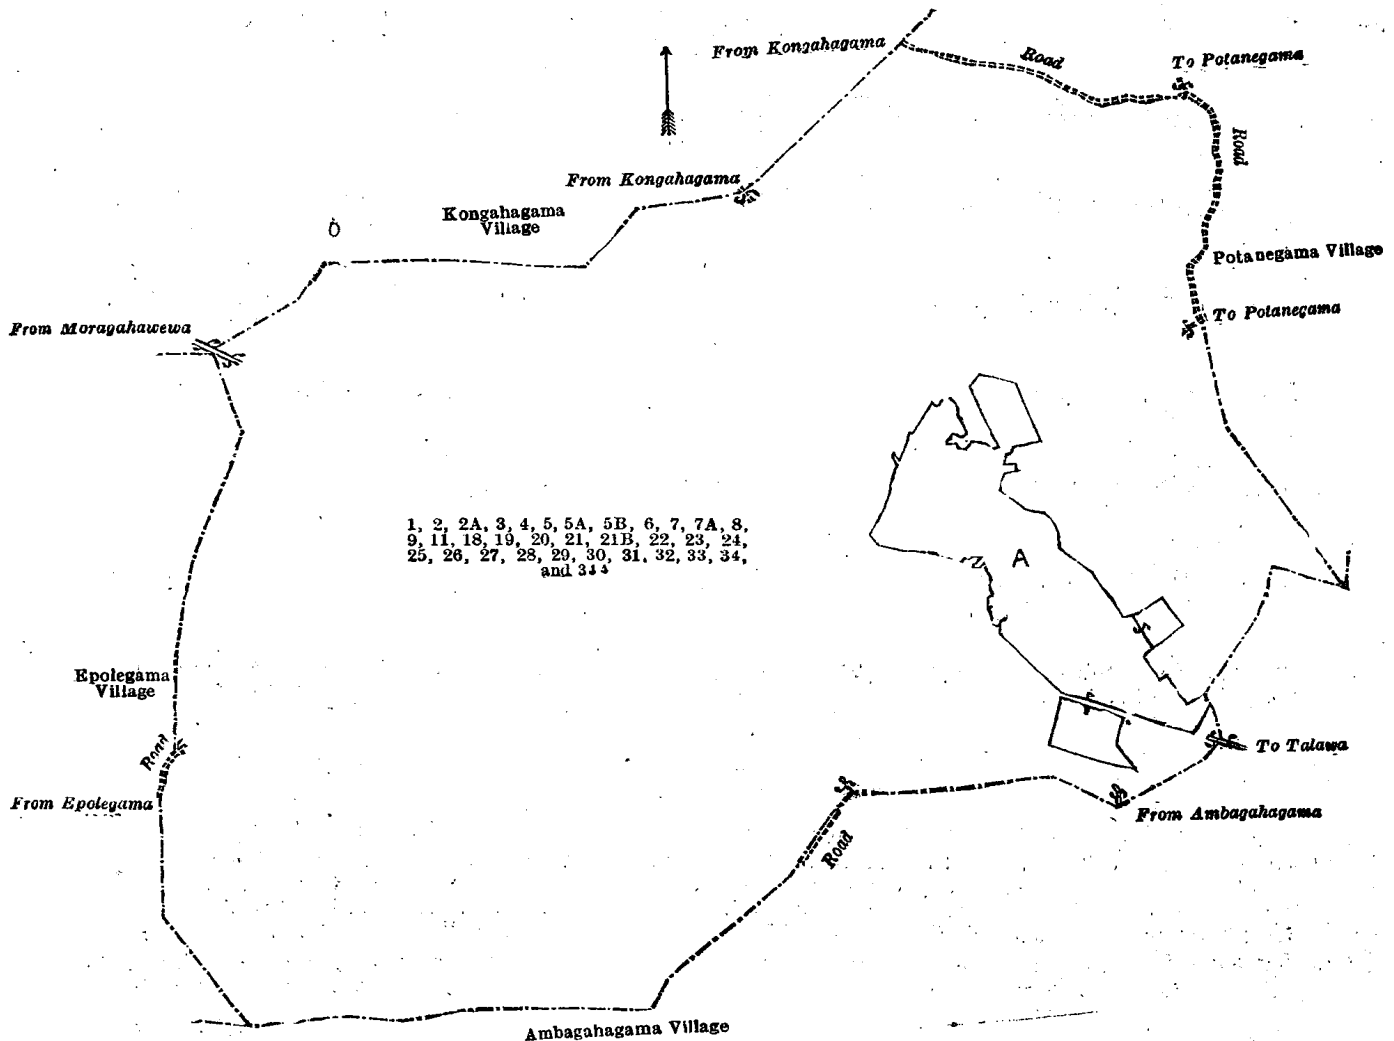 From Kongahagama
Road
To Potanegama
Road
From Kongahagama
Kongahagama
Village
O
Potanegama Village
From Moragahawewa
To Potanegama
1, 2, 2A, 3, 4, 5, 5A, 5B, 6, 7, 7A, 8,
9, 11, 18, 19, 20, 21, 21B, 22, 23, 24,
25, 26, 27, 28, 29, 30, 31, 32, 33, 34,
and
A
Epolegama
Village
Road
To Talawa
From Epolegama
From Ambagahagama
Road
Ambagahagama Village